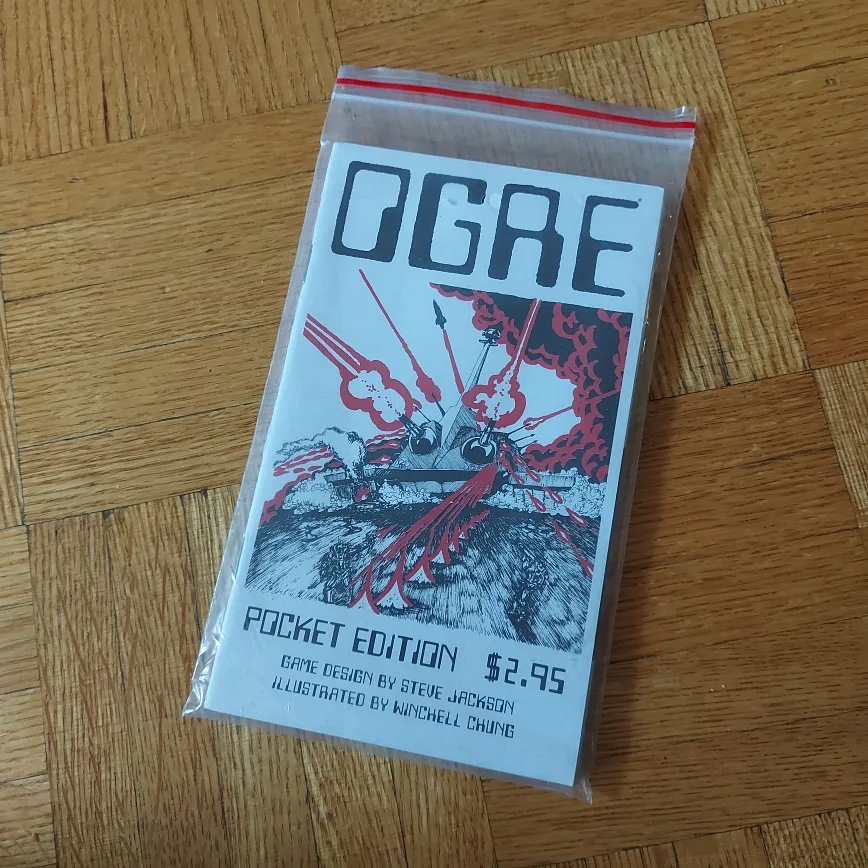 OGRE
POCKET EDITION $2.95
GAME DESIGN BY STEVE JACKSON
ILLUSTRATED BY WINCHELL CHUNG